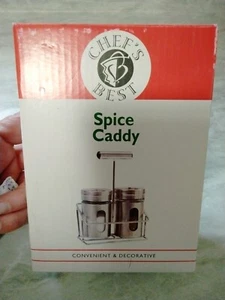 CHEF'S
BEST
Spice
Caddy
CONVENIENT & DECORATIVE